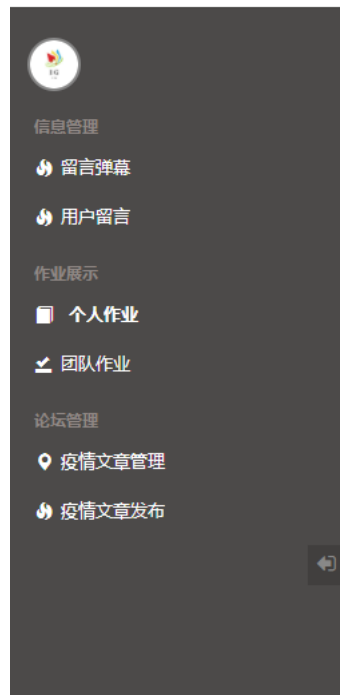 信息管理
留言弹幕
用户留言
作业展示
个人作业
团队作业
论坛管理
疫情文章管理
疫情文章发布